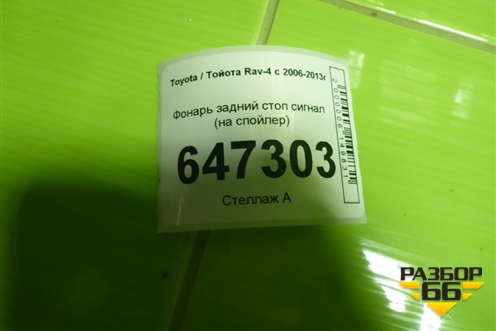 Toyota / Тойота Rav-4 с 2006-2013г
Фонарь задний стоп сигнал
(на спойлер)
647303
Стеллаж А
РАЗБОР
66